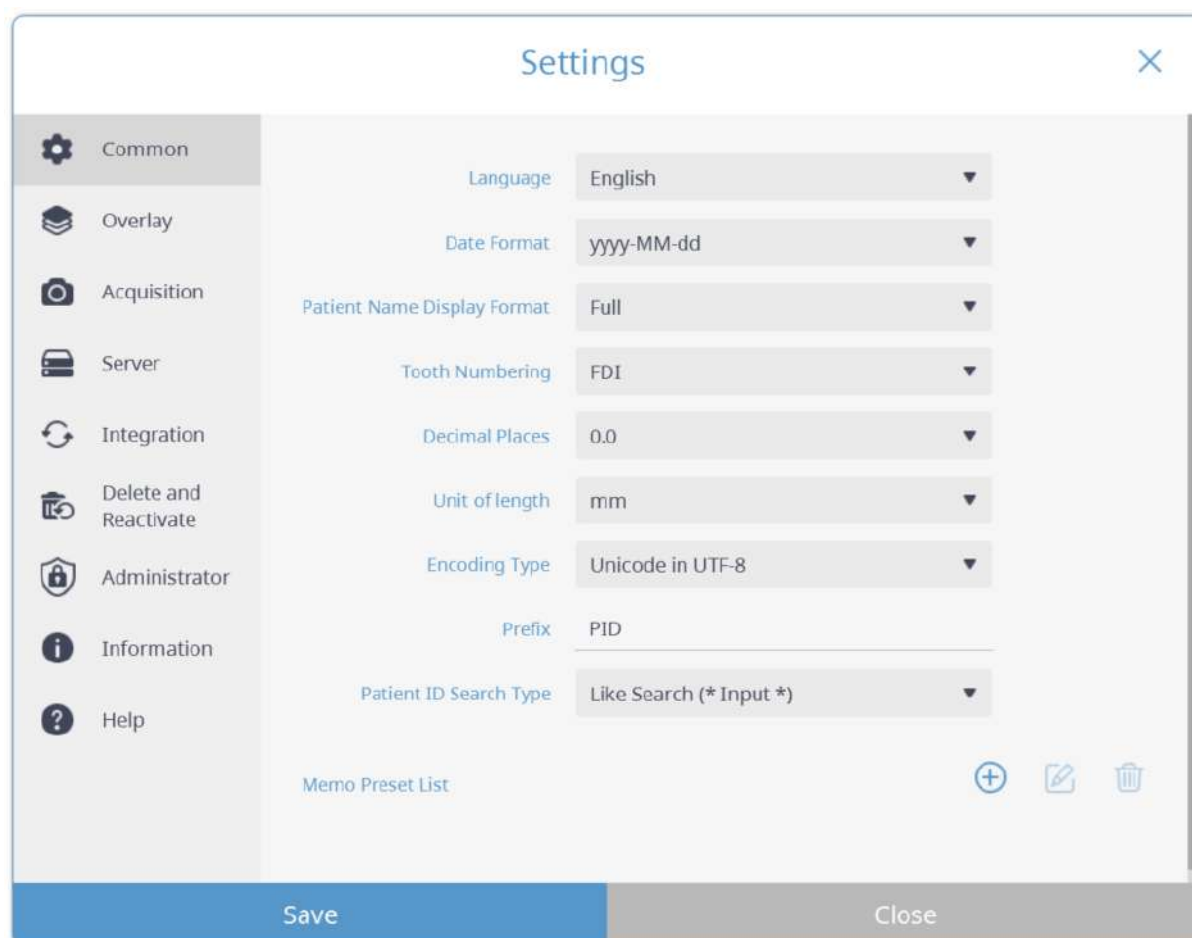 Settings
Common
Overlay
Acquisition
Server
Integration
Delete and
Reactivate
Administrator
Information
Help
Language English
Date Format yyyy-MM-dd
Patient Name Display Format Full
Tooth Numbering FDI
Decimal Places 0.0
Unit of length mm
Encoding Type Unicode in UTF-8
Prefix PID
Patient ID Search Type Like Search (* Input *)
Memo Preset List
Save Close